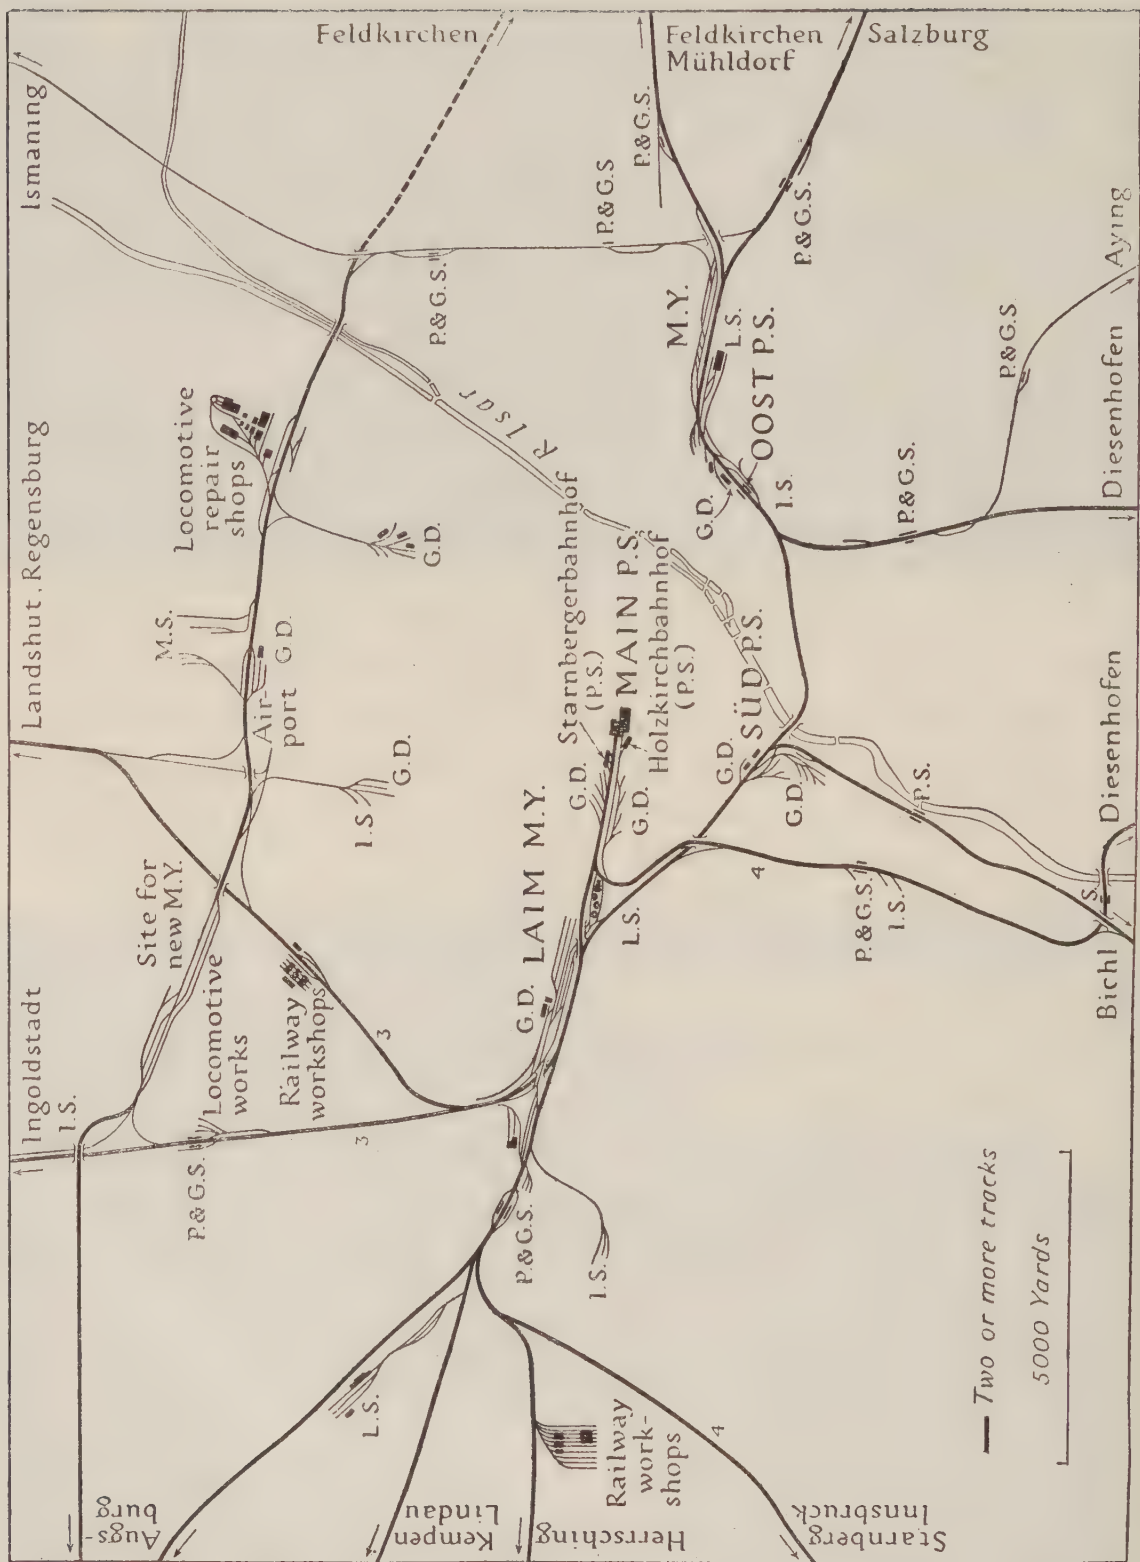 Augs-
burg
Kempen
Lindau
Herrsching
Starnberg
Innsbruck
Ingoldstadt
I.S.
Landshut, Regensburg
Ismaning
Feldkirchen
Feldkirchen
Mühldorf
Salzburg
Aying
Diesenhofen
Diesenhofen
Bichl
P.&G.S.
Locomotive
works
Site for
new M.Y.
Railway
workshops
3
3
Air-
port
G.D.
M.S.
I.S.
G.D.
Locomotive
repair
shops
G.D.
P.&G.S.
P.&G.S
P.&G.S.
P.&G.S.
R Isar
L.S.
P.&G.S.
I.S.
G.D.
LAIM M.Y.
L.S.
G.D.
G.D.
Starnbergerbahnhof
(P.S.)
MAIN P.S.
Holzkirchbahnhof
(P.S.)
G.D.
SÜD P.S.
G.D.
G.D.
I.S.
OOST P.S.
L.S.
M.Y.
P.&G.S.
P.&G.S
P.S.
4
P.&G.S.
I.S.
S.
Railway
work-
shops
4
Two or more tracks
5000 Yards